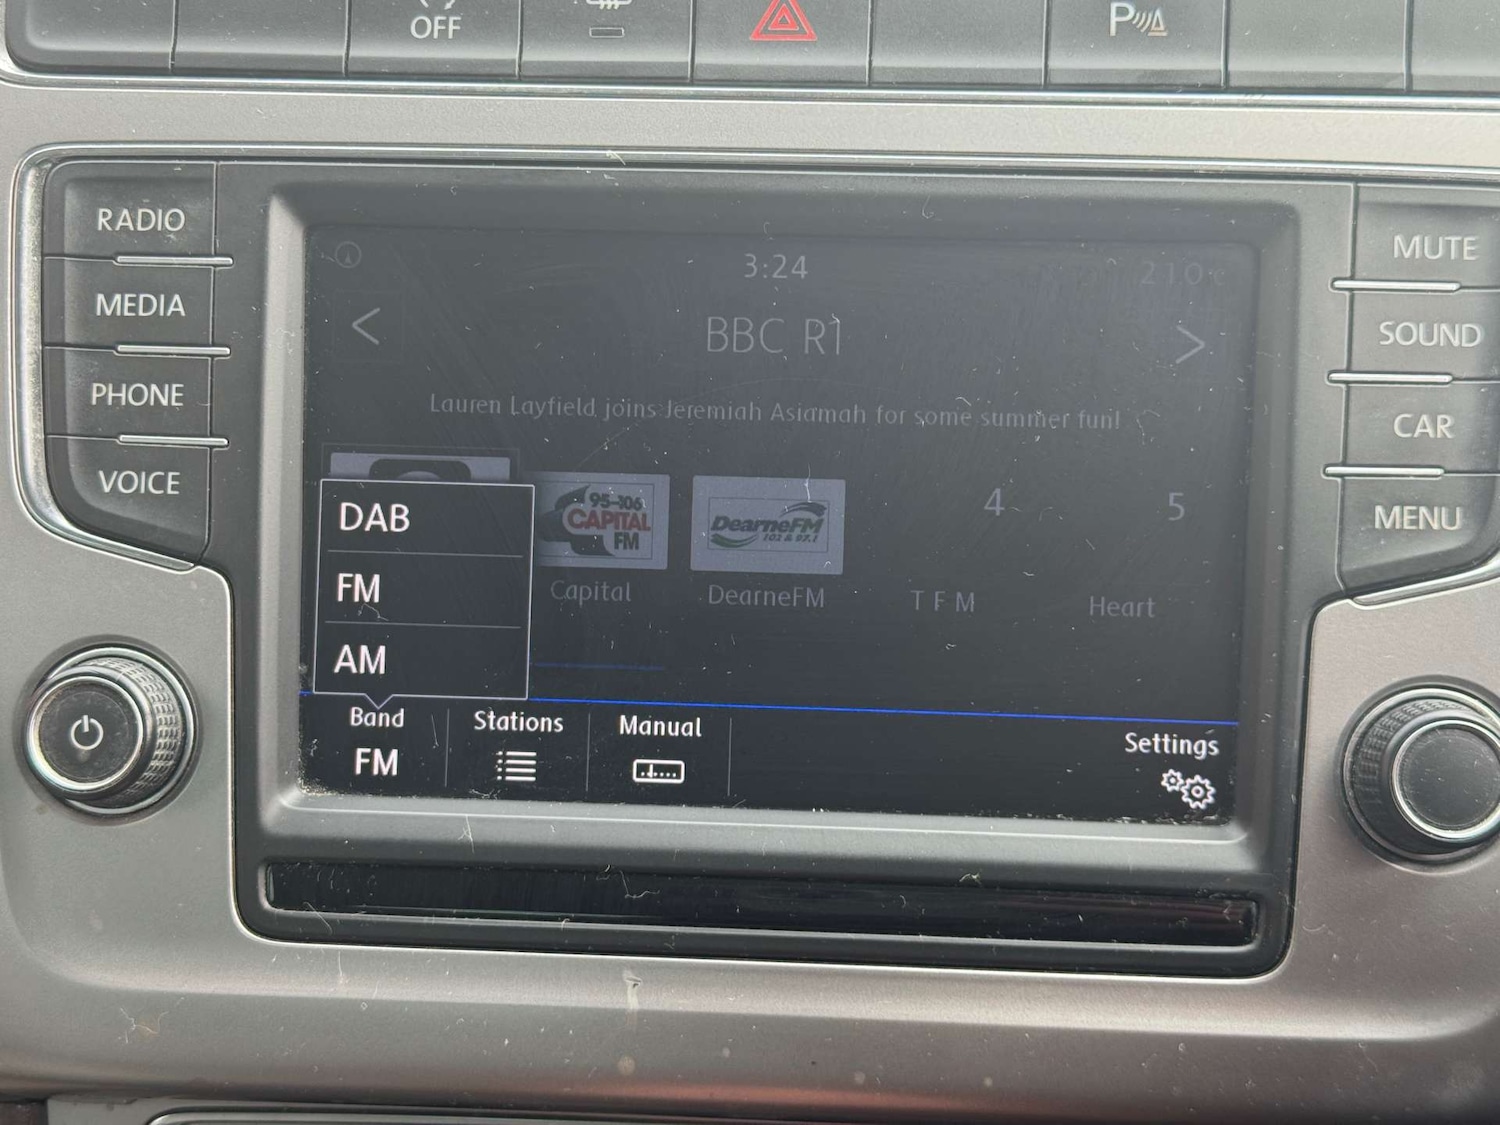 OFF
P
RADIO
MEDIA
PHONE
VOICE
MUTE
SOUND
CAR
MENU
3:24
21.0°C
BBC R1
Lauren Layfield joins Jeremiah Asiamah for some summer fun!
DAB
FM
AM
95-106
CAPITAL
FM
DearneFM
102 & 97.1
4
5
Capital
DearneFM
T F M
Heart
Band
FM
Stations
Manual
Settings